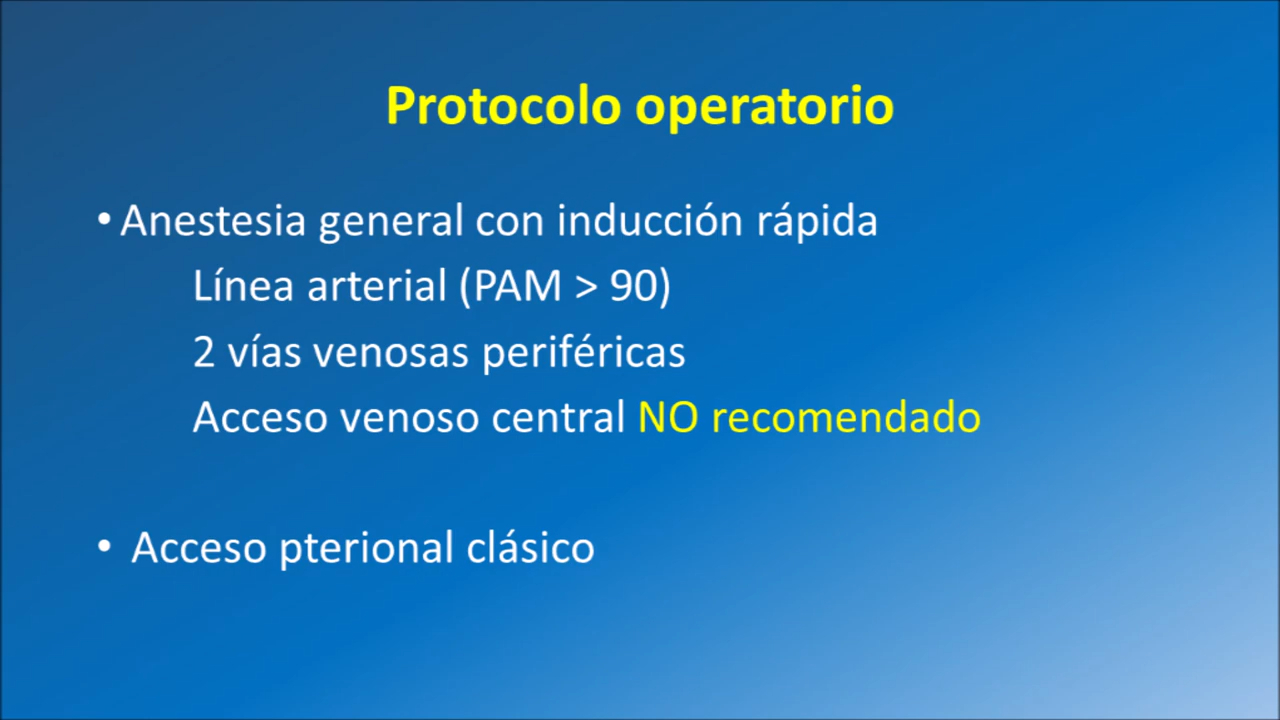 Protocolo operatorio
• Anestesia general con inducción rápida
Línea arterial (PAM > 90)
2 vías venosas periféricas
Acceso venoso central NO recomendado
• Acceso pterional clásico